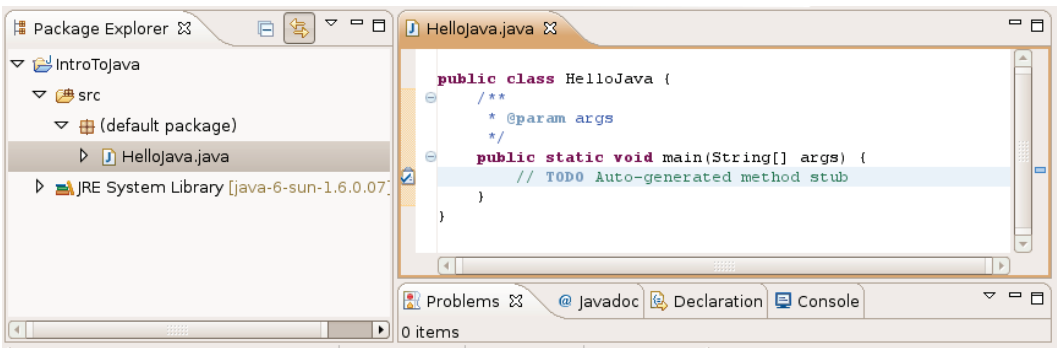 Package Explorer
IntroToJava
src
(default package)
HelloJava.java
JRE System Library [java-6-sun-1.6.0.07]
HelloJava.java
public class HelloJava {
/**
* @param args
*/
public static void main(String[] args) {
// TODO Auto-generated method stub
}
}
Problems @ Javadoc Declaration Console
0 items